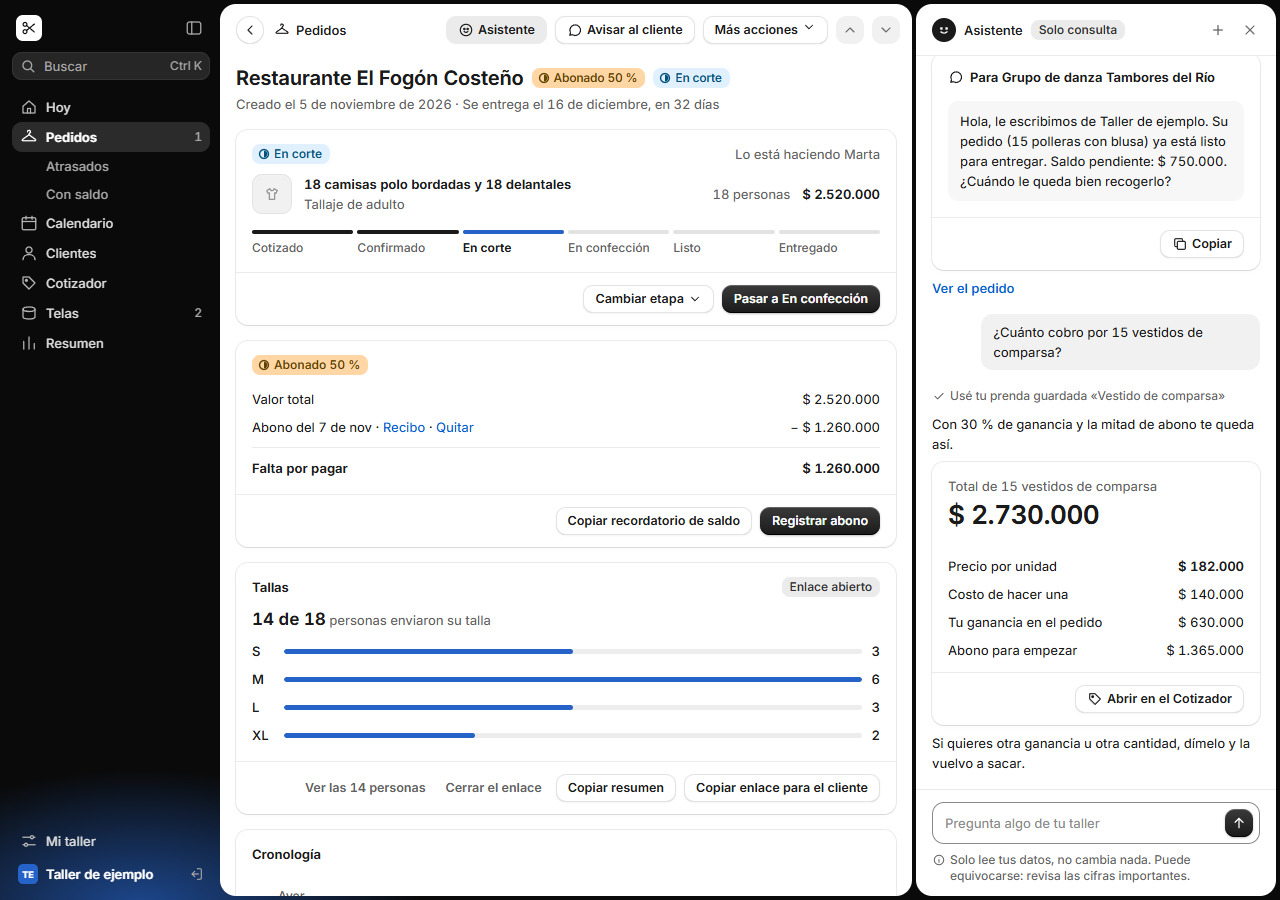 Buscar
Ctrl K
Hoy
Pedidos
1
Atrasados
Con saldo
Calendario
Clientes
Cotizador
Telas
2
Resumen
Mi taller
TE
Taller de ejemplo
Pedidos
Asistente
Avisar al cliente
Más acciones
Restaurante El Fogón Costeño
Abonado 50 %
En corte
Creado el 5 de noviembre de 2026 · Se entrega el 16 de diciembre, en 32 días
En corte
Lo está haciendo Marta
18 camisas polo bordadas y 18 delantales
Tallaje de adulto
18 personas
$ 2.520.000
Cotizado
Confirmado
En corte
En confección
Listo
Entregado
Cambiar etapa
Pasar a En confección
Abonado 50 %
Valor total
$ 2.520.000
Abono del 7 de nov · Recibo · Quitar
− $ 1.260.000
Falta por pagar
$ 1.260.000
Copiar recordatorio de saldo
Registrar abono
Tallas
Enlace abierto
14 de 18 personas enviaron su talla
S
3
M
6
L
3
XL
2
Ver las 14 personas
Cerrar el enlace
Copiar resumen
Copiar enlace para el cliente
Cronología
Ayer
Asistente
Solo consulta
Para Grupo de danza Tambores del Río
Hola, le escribimos de Taller de ejemplo. Su
pedido (15 polleras con blusa) ya está listo
para entregar. Saldo pendiente: $ 750.000.
¿Cuándo le queda bien recogerlo?
Copiar
Ver el pedido
¿Cuánto cobro por 15 vestidos de
comparsa?
Usé tu prenda guardada «Vestido de comparsa»
Con 30 % de ganancia y la mitad de abono te queda
así.
Total de 15 vestidos de comparsa
$ 2.730.000
Precio por unidad
$ 182.000
Costo de hacer una
$ 140.000
Tu ganancia en el pedido
$ 630.000
Abono para empezar
$ 1.365.000
Abrir en el Cotizador
Si quieres otra ganancia u otra cantidad, dímelo y la
vuelvo a sacar.
Pregunta algo de tu taller
Solo lee tus datos, no cambia nada. Puede
equivocarse: revisa las cifras importantes.